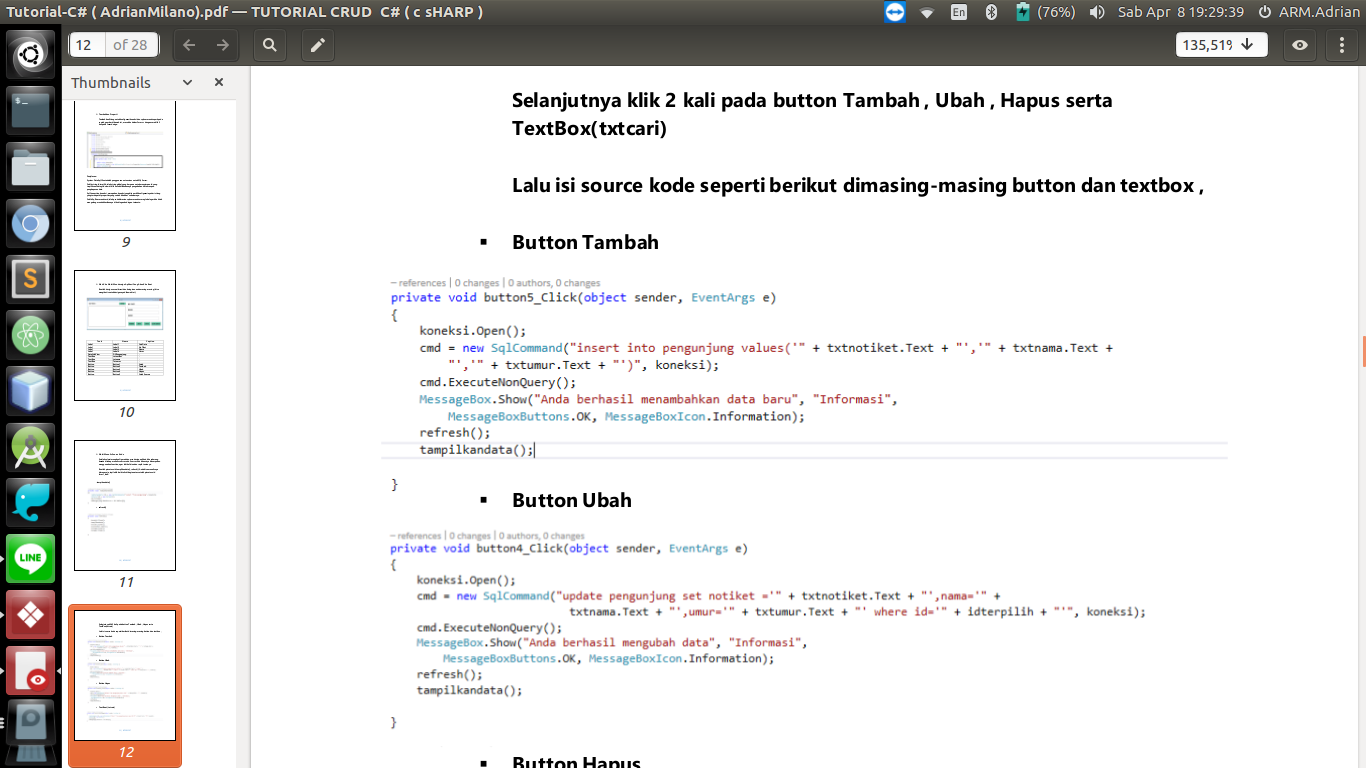 Tutorial-C# ( AdrianMilano).pdf — TUTORIAL CRUD C# ( c sHARP )
En
(76%)
Sab Apr 8 19:29:39
ARM.Adrian
12 of 28
135,51%
Thumbnails
9
10
11
12
LINE
S
Selanjutnya klik 2 kali pada button Tambah , Ubah , Hapus serta
TextBox(txtcari)
Lalu isi source kode seperti berikut dimasing-masing button dan textbox ,
▪ Button Tambah
– references | 0 changes | 0 authors, 0 changes
private void button5_Click(object sender, EventArgs e)
{
koneksi.Open();
cmd = new SqlCommand("insert into pengunjung values('" + txtnotiket.Text + "','" + txtnama.Text +
"','" + txtumur.Text + "')", koneksi);
cmd.ExecuteNonQuery();
MessageBox.Show("Anda berhasil menambahkan data baru", "Informasi",
MessageBoxButtons.OK, MessageBoxIcon.Information);
refresh();
tampilkandata();
}
▪ Button Ubah
– references | 0 changes | 0 authors, 0 changes
private void button4_Click(object sender, EventArgs e)
{
koneksi.Open();
cmd = new SqlCommand("update pengunjung set notiket ='" + txtnotiket.Text + "',nama='" +
txtnama.Text + "',umur='" + txtumur.Text + "' where id='" + idterpilih + "'", koneksi);
cmd.ExecuteNonQuery();
MessageBox.Show("Anda berhasil mengubah data", "Informasi",
MessageBoxButtons.OK, MessageBoxIcon.Information);
refresh();
tampilkandata();
}
▪ Button Hapus